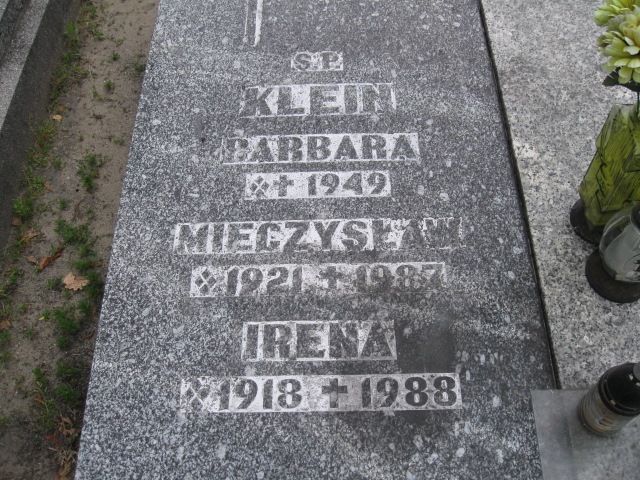 Ś.P.
KLEIN
BARBARA
✲✝1949
MIECZYSŁAW
✲1921✝1987
IRENA
✲1918✝1988